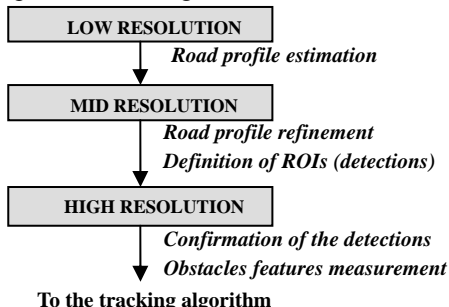 LOW RESOLUTION
Road profile estimation
MID RESOLUTION
Road profile refinement
Definition of ROIs (detections)
HIGH RESOLUTION
Confirmation of the detections
Obstacles features measurement
To the tracking algorithm